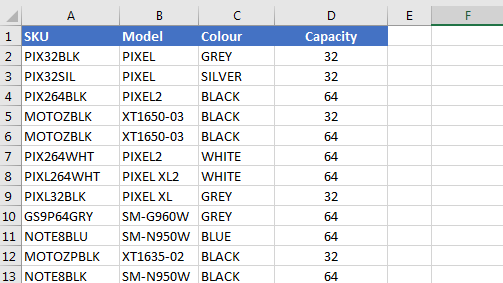 A B C D E F
1 SKU Model Colour Capacity
2 PIX32BLK PIXEL GREY 32
3 PIX32SIL PIXEL SILVER 32
4 PIX264BLK PIXEL2 BLACK 64
5 MOTOZBLK XT1650-03 BLACK 32
6 MOTOZBLK XT1650-03 BLACK 64
7 PIX264WHT PIXEL2 WHITE 64
8 PIXL264WHT PIXEL XL2 WHITE 64
9 PIXL32BLK PIXEL XL GREY 32
10 GS9P64GRY SM-G960W GREY 64
11 NOTE8BLU SM-N950W BLUE 64
12 MOTOZPBLK XT1635-02 BLACK 32
13 NOTE8BLK SM-N950W BLACK 64